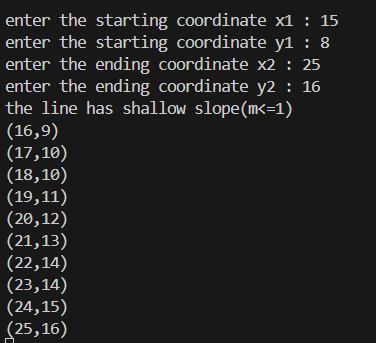 enter the starting coordinate x1 : 15
enter the starting coordinate y1 : 8
enter the ending coordinate x2 : 25
enter the ending coordinate y2 : 16
the line has shallow slope(m<=1)
(16,9)
(17,10)
(18,10)
(19,11)
(20,12)
(21,13)
(22,14)
(23,14)
(24,15)
(25,16)